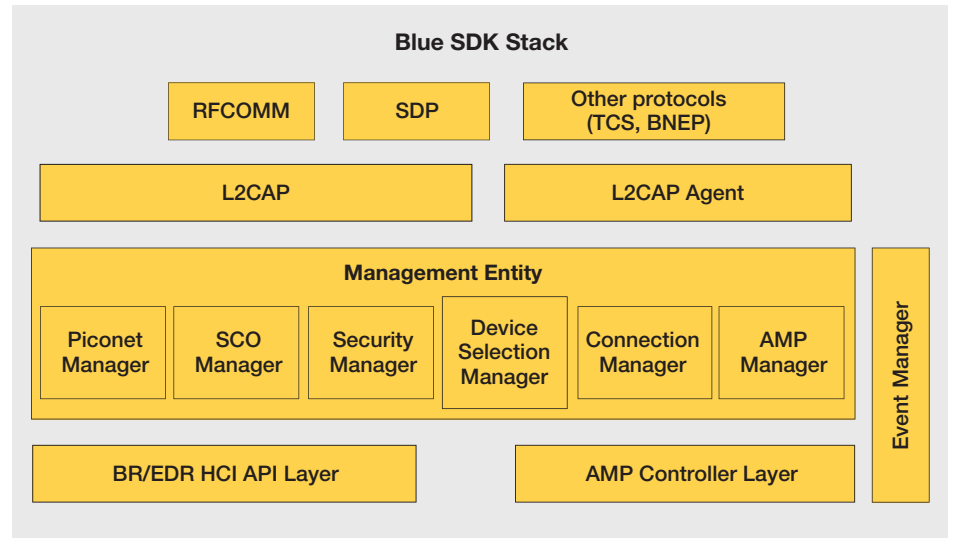 Blue SDK Stack
RFCOMM
SDP
Other protocols
(TCS, BNEP)
L2CAP
L2CAP Agent
Management Entity
Piconet
Manager
SCO
Manager
Security
Manager
Device
Selection
Manager
Connection
Manager
AMP
Manager
Event Manager
BR/EDR HCI API Layer
AMP Controller Layer